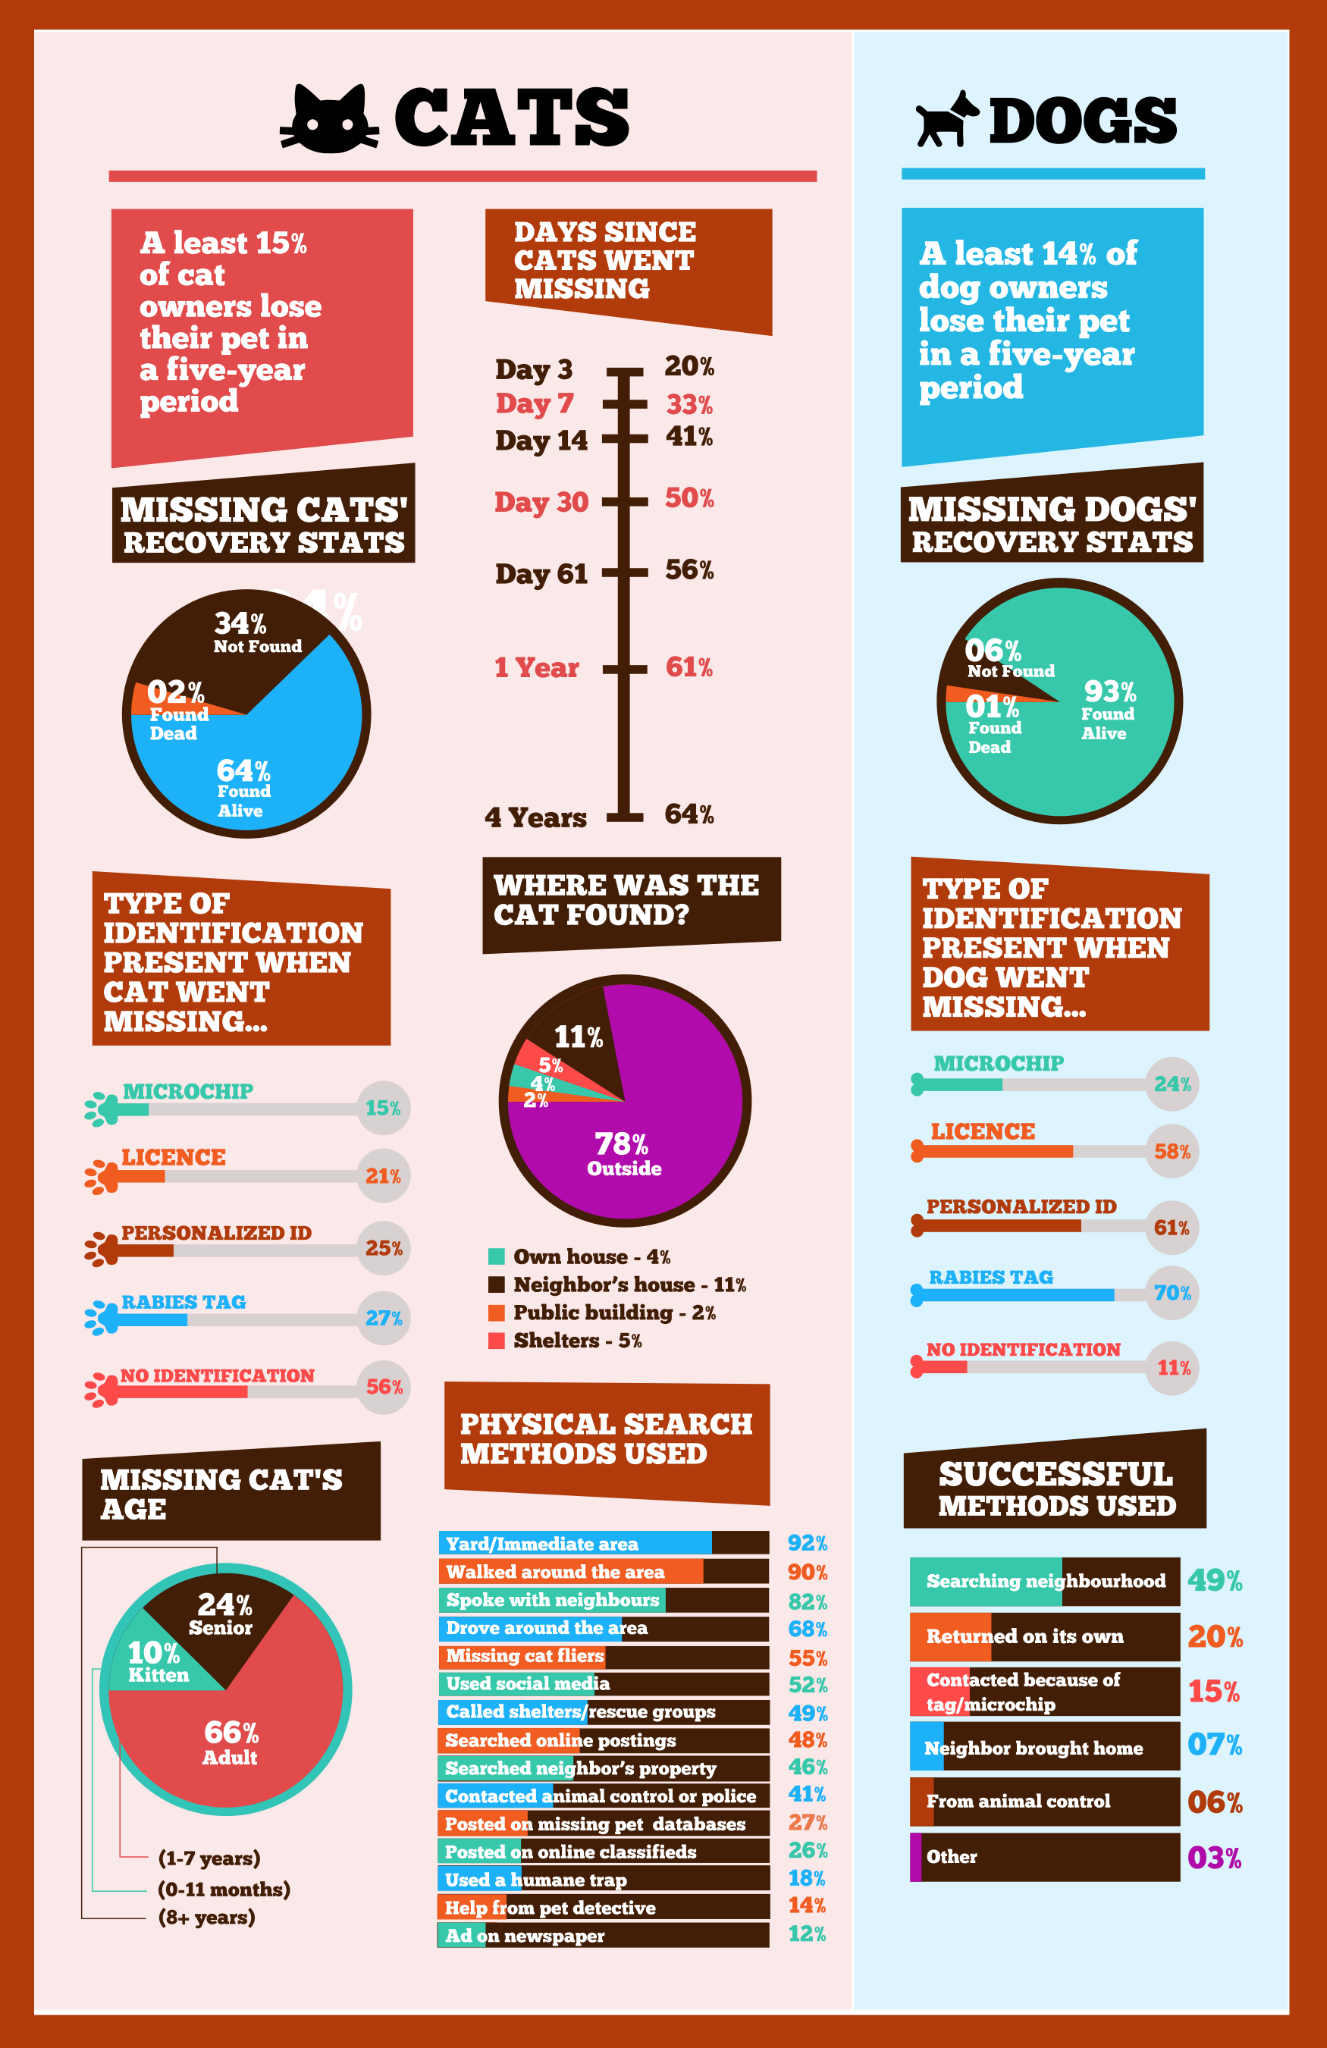 CATS
A least 15%
of cat
owners lose
their pet in
a five-year
period
MISSING CATS'
RECOVERY STATS
34%
Not Found
02%
Found
Dead
64%
Found
Alive
4%
DAYS SINCE
CATS WENT
MISSING
Day 3 20%
Day 7 33%
Day 14 41%
Day 30 50%
Day 61 56%
1 Year 61%
4 Years 64%
TYPE OF
IDENTIFICATION
PRESENT WHEN
CAT WENT
MISSING...
MICROCHIP
15%
LICENCE
21%
PERSONALIZED ID
25%
RABIES TAG
27%
NO IDENTIFICATION
56%
WHERE WAS THE
CAT FOUND?
11%
5%
4%
2%
78%
Outside
Own house - 4%
Neighbor's house - 11%
Public building - 2%
Shelters - 5%
MISSING CAT'S
AGE
24%
Senior
10%
Kitten
66%
Adult
(1-7 years)
(0-11 months)
(8+ years)
PHYSICAL SEARCH
METHODS USED
Yard/Immediate area 92%
Walked around the area 90%
Spoke with neighbours 82%
Drove around the area 68%
Missing cat fliers 55%
Used social media 52%
Called shelters/rescue groups 49%
Searched online postings 48%
Searched neighbor's property 46%
Contacted animal control or police 41%
Posted on missing pet databases 27%
Posted on online classifieds 26%
Used a humane trap 18%
Help from pet detective 14%
Ad on newspaper 12%
DOGS
A least 14% of
dog owners
lose their pet
in a five-year
period
MISSING DOGS'
RECOVERY STATS
06%
Not Found
01%
Found
Dead
93%
Found
Alive
TYPE OF
IDENTIFICATION
PRESENT WHEN
DOG WENT
MISSING...
MICROCHIP
24%
LICENCE
58%
PERSONALIZED ID
61%
RABIES TAG
70%
NO IDENTIFICATION
11%
SUCCESSFUL
METHODS USED
Searching neighbourhood 49%
Returned on its own 20%
Contacted because of
tag/microchip 15%
Neighbor brought home 07%
From animal control 06%
Other 03%